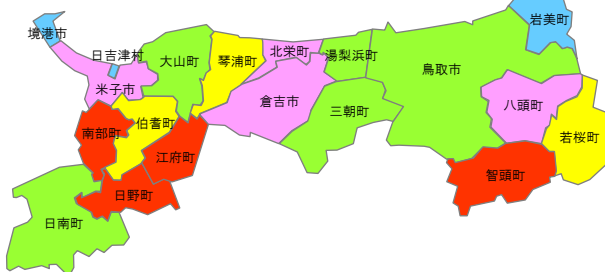 岩美町
境港市
日吉津村
大山町
琴浦町
北栄町
湯梨浜町
鳥取市
米子市
倉吉市
三朝町
八頭町
南部町
伯耆町
若桜町
江府町
智頭町
日野町
日南町